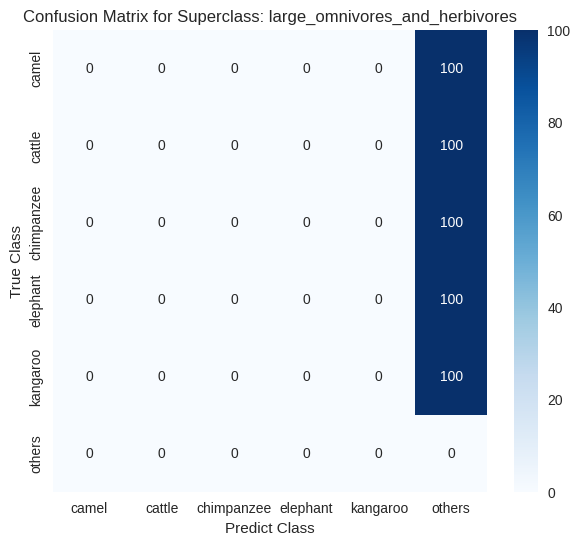 Confusion Matrix for Superclass: large_omnivores_and_herbivores
True Class
camel 0 0 0 0 0 100
cattle 0 0 0 0 0 100
chimpanzee 0 0 0 0 0 100
elephant 0 0 0 0 0 100
kangaroo 0 0 0 0 0 100
others 0 0 0 0 0 0
camel cattle chimpanzee elephant kangaroo others
Predict Class
100
80
60
40
20
0